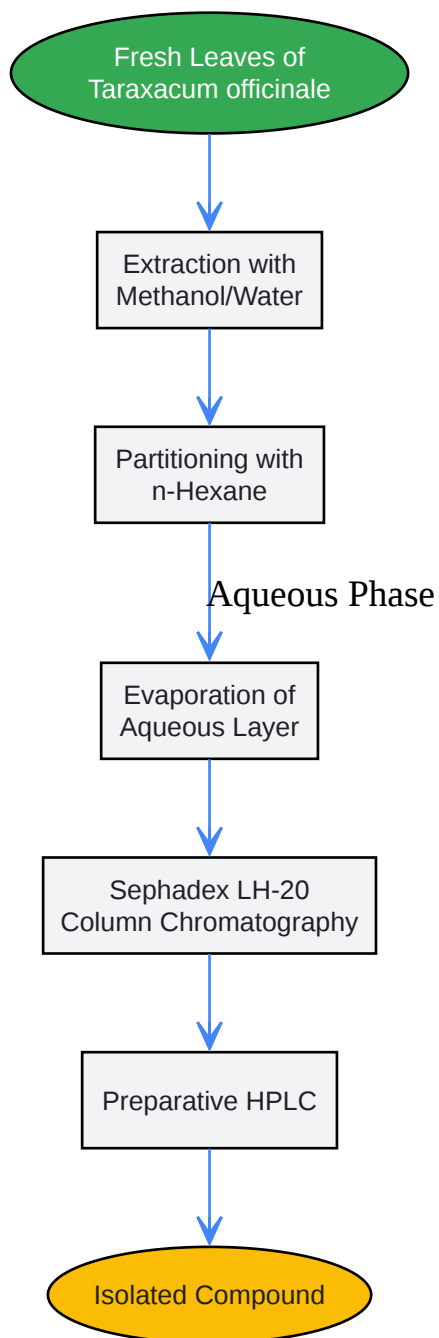 Fresh Leaves of
Taraxacum officinale
Extraction with
Methanol/Water
Partitioning with
n-Hexane
Aqueous Phase
Evaporation of
Aqueous Layer
Sephadex LH-20
Column Chromatography
Preparative HPLC
Isolated Compound